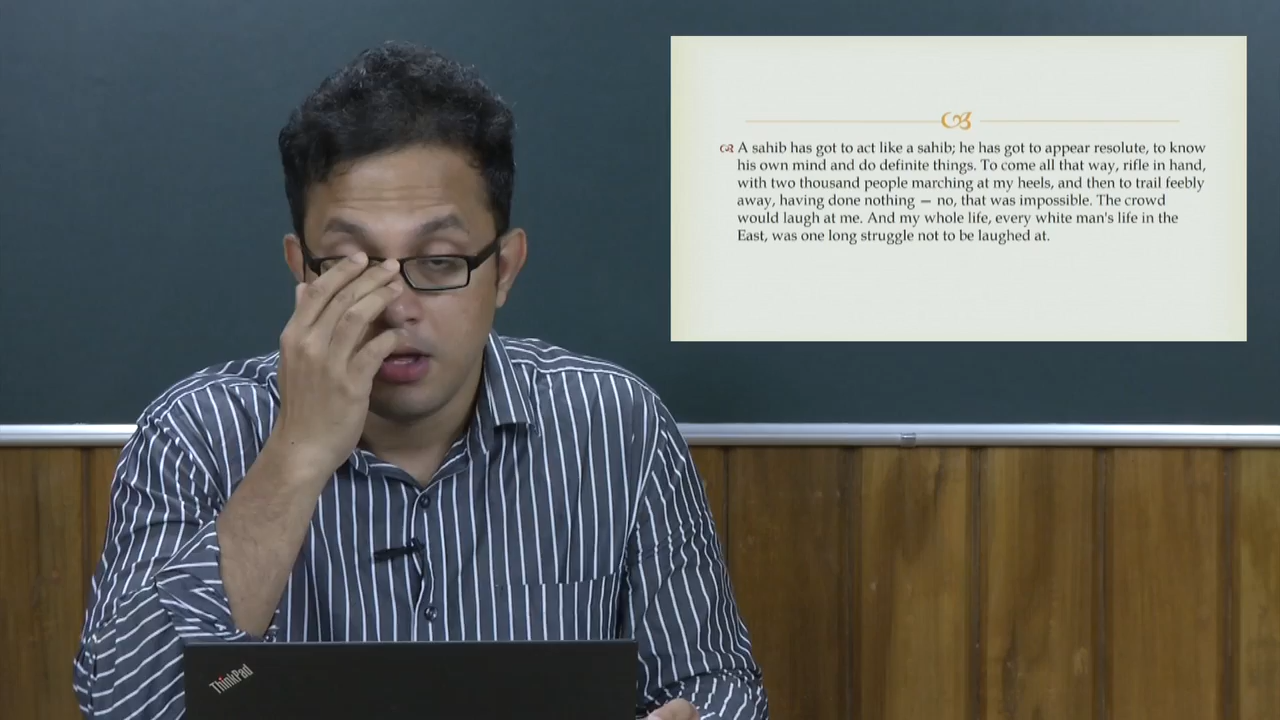 A sahib has got to act like a sahib; he has got to appear resolute, to know
his own mind and do definite things. To come all that way, rifle in hand,
with two thousand people marching at my heels, and then to trail feebly
away, having done nothing — no, that was impossible. The crowd
would laugh at me. And my whole life, every white man's life in the
East, was one long struggle not to be laughed at.
ThinkPad